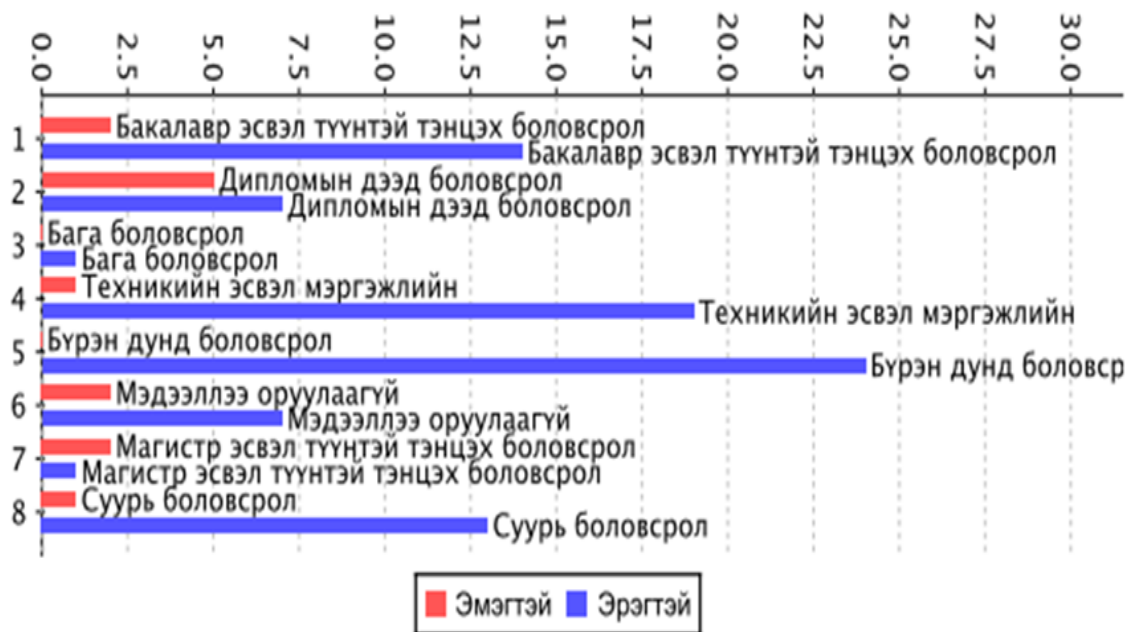 0.0 2.5 5.0 7.5 10.0 12.5 15.0 17.5 20.0 22.5 25.0 27.5 30.0
Бакалавр эсвэл түүнтэй тэнцэх боловсрол
1
Бакалавр эсвэл түүнтэй тэнцэх боловсрол
Дипломын дээд боловсрол
2
Дипломын дээд боловсрол
Бага боловсрол
3
Бага боловсрол
Техникийн эсвэл мэргэжлийн
4
Техникийн эсвэл мэргэжлийн
Бүрэн дунд боловсрол
5
Бүрэн дунд боловср
Мэдээллээ оруулаагүй
6
Мэдээллээ оруулаагүй
Магистр эсвэл түүнтэй тэнцэх боловсрол
7
Магистр эсвэл түүнтэй тэнцэх боловсрол
Суурь боловсрол
8
Суурь боловсрол
Эмэгтэй Эрэгтэй